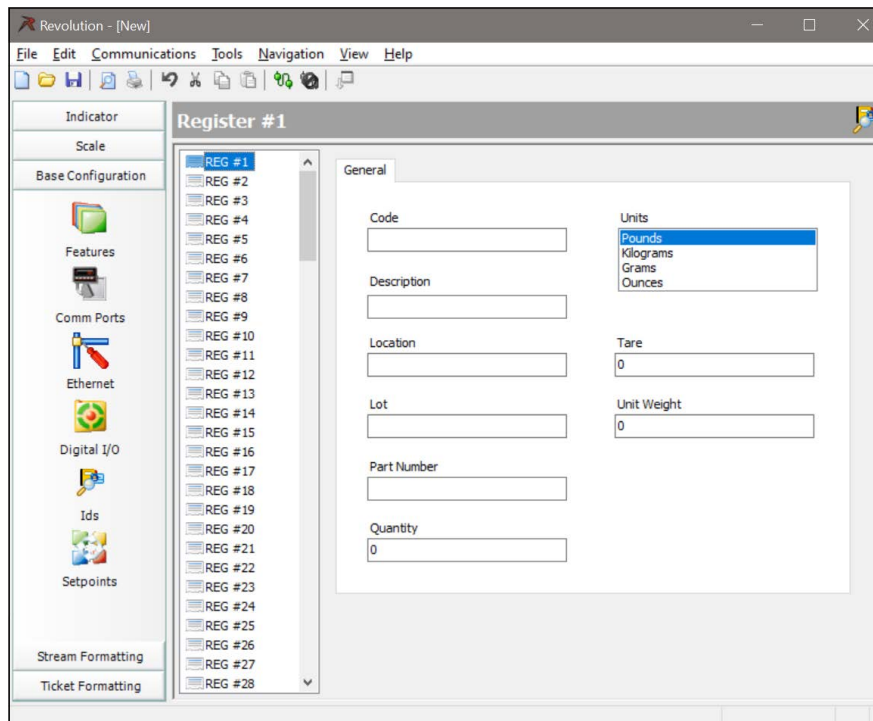 Revolution - [New]
File Edit Communications Tools Navigation View Help
Indicator
Scale
Base Configuration
Features
Comm Ports
Ethernet
Digital I/O
Ids
Setpoints
Stream Formatting
Ticket Formatting
Register #1
REG #1
REG #2
REG #3
REG #4
REG #5
REG #6
REG #7
REG #8
REG #9
REG #10
REG #11
REG #12
REG #13
REG #14
REG #15
REG #16
REG #17
REG #18
REG #19
REG #20
REG #21
REG #22
REG #23
REG #24
REG #25
REG #26
REG #27
REG #28
General
Code
Description
Location
Lot
Part Number
Quantity
0
Units
Pounds
Kilograms
Grams
Ounces
Tare
0
Unit Weight
0